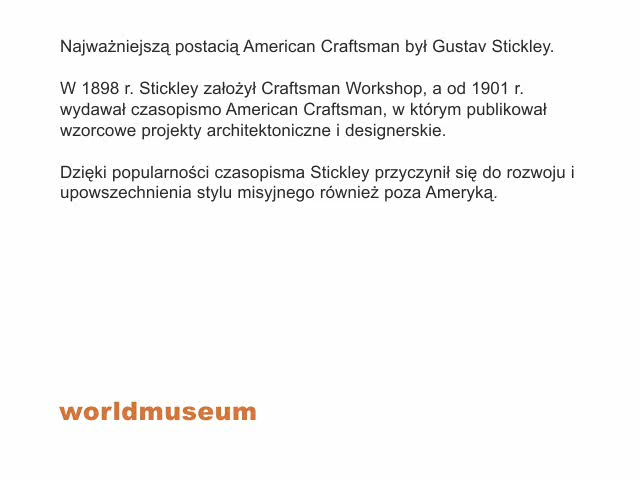 Najważniejszą postacią American Craftsman był Gustav Stickley.
W 1898 r. Stickley założył Craftsman Workshop, a od 1901 r.
wydawał czasopismo American Craftsman, w którym publikował
wzorcowe projekty architektoniczne i designerskie.
Dzięki popularności czasopisma Stickley przyczynił się do rozwoju i
upowszechnienia stylu misyjnego również poza Ameryką.
worldmuseum